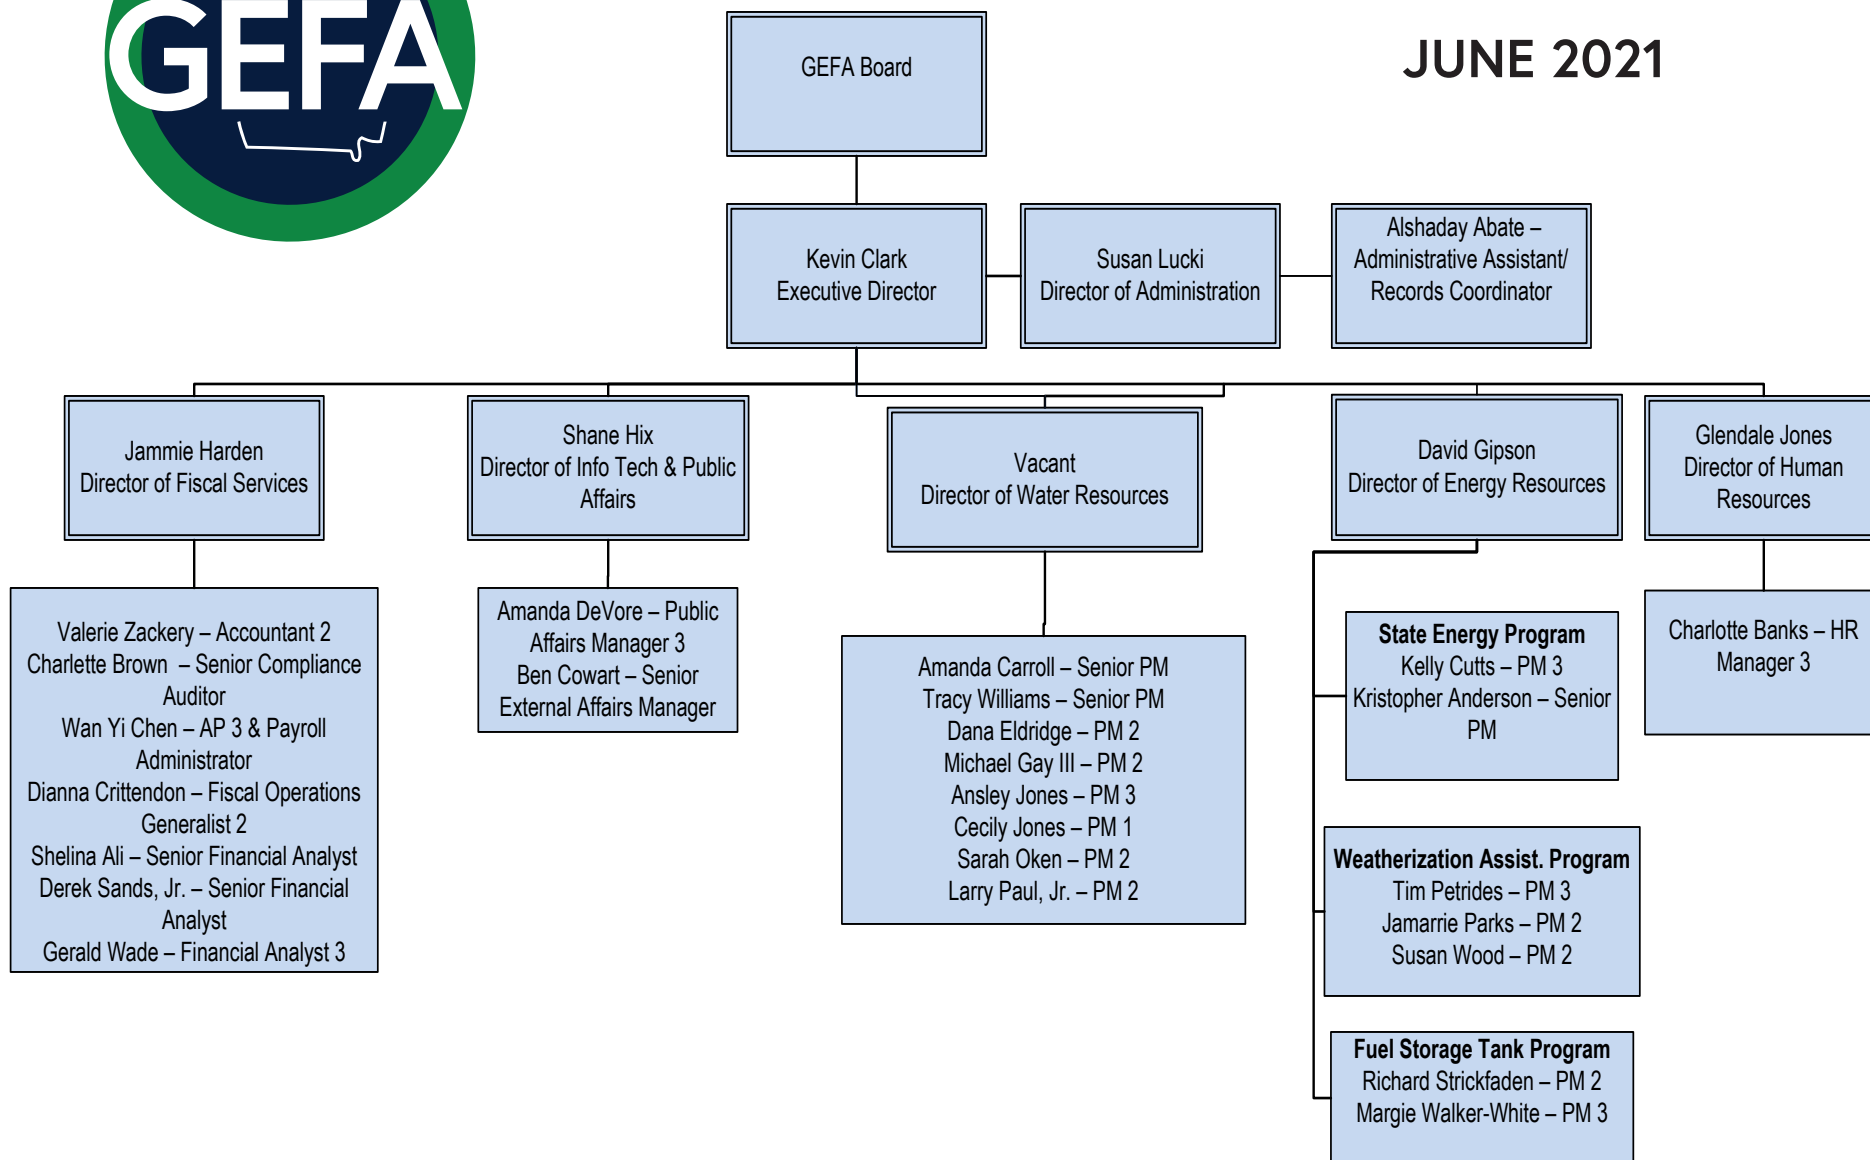 GEFA
JUNE 2021
GEFA Board
Kevin Clark
Executive Director
Susan Lucki
Director of Administration
Alshaday Abate –
Administrative Assistant/
Records Coordinator
Jammie Harden
Director of Fiscal Services
Shane Hix
Director of Info Tech & Public
Affairs
Vacant
Director of Water Resources
David Gipson
Director of Energy Resources
Glendale Jones
Director of Human
Resources
Valerie Zackery – Accountant 2
Charlette Brown – Senior Compliance
Auditor
Wan Yi Chen – AP 3 & Payroll
Administrator
Dianna Crittendon – Fiscal Operations
Generalist 2
Shelina Ali – Senior Financial Analyst
Derek Sands, Jr. – Senior Financial
Analyst
Gerald Wade – Financial Analyst 3
Amanda DeVore – Public
Affairs Manager 3
Ben Cowart – Senior
External Affairs Manager
Amanda Carroll – Senior PM
Tracy Williams – Senior PM
Dana Eldridge – PM 2
Michael Gay III – PM 2
Ansley Jones – PM 3
Cecily Jones – PM 1
Sarah Oken – PM 2
Larry Paul, Jr. – PM 2
State Energy Program
Kelly Cutts – PM 3
Kristopher Anderson – Senior
PM
Weatherization Assist. Program
Tim Petrides – PM 3
Jamarrie Parks – PM 2
Susan Wood – PM 2
Fuel Storage Tank Program
Richard Strickfaden – PM 2
Margie Walker-White – PM 3
Charlotte Banks – HR
Manager 3